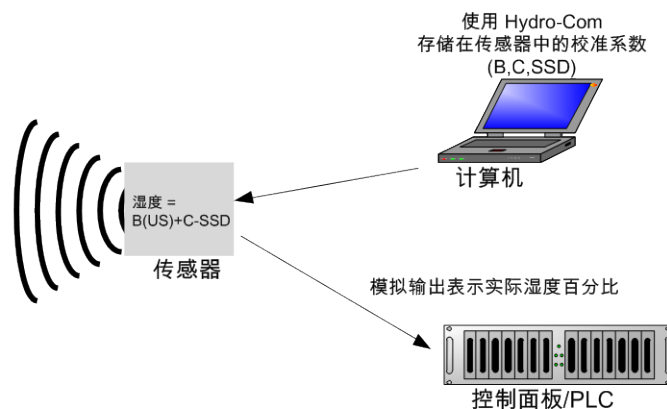 使用 Hydro-Com
存储在传感器中的校准系数
(B,C,SSD)
计算机
湿度 =
B(US)+C-SSD
传感器
模拟输出表示实际湿度百分比
控制面板/PLC